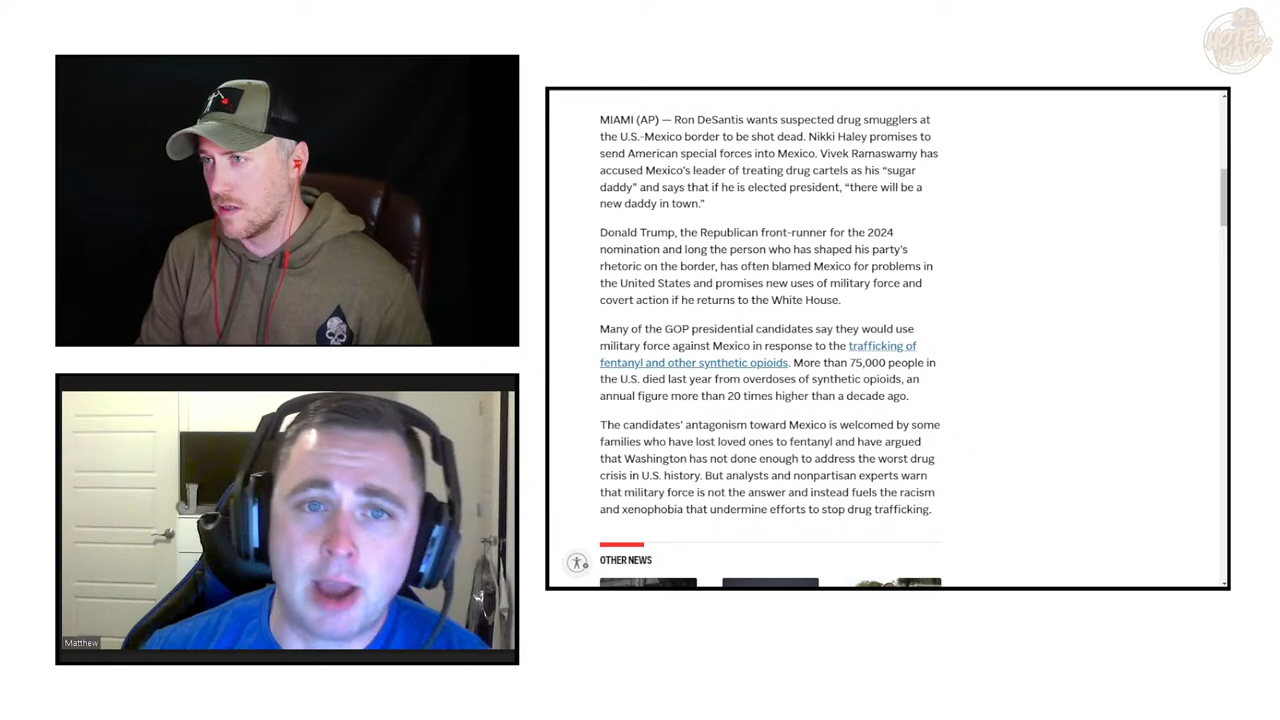 HOTEL
HAVOC
MIAMI (AP) — Ron DeSantis wants suspected drug smugglers at
the U.S.-Mexico border to be shot dead. Nikki Haley promises to
send American special forces into Mexico. Vivek Ramaswamy has
accused Mexico’s leader of treating drug cartels as his “sugar
daddy” and says that if he is elected president, “there will be a
new daddy in town.”
Donald Trump, the Republican front-runner for the 2024
nomination and long the person who has shaped his party’s
rhetoric on the border, has often blamed Mexico for problems in
the United States and promises new uses of military force and
covert action if he returns to the White House.
Many of the GOP presidential candidates say they would use
military force against Mexico in response to the trafficking of
fentanyl and other synthetic opioids. More than 75,000 people in
the U.S. died last year from overdoses of synthetic opioids, an
annual figure more than 20 times higher than a decade ago.
The candidates’ antagonism toward Mexico is welcomed by some
families who have lost loved ones to fentanyl and have argued
that Washington has not done enough to address the worst drug
crisis in U.S. history. But analysts and nonpartisan experts warn
that military force is not the answer and instead fuels the racism
and xenophobia that undermine efforts to stop drug trafficking.
OTHER NEWS
Matthew